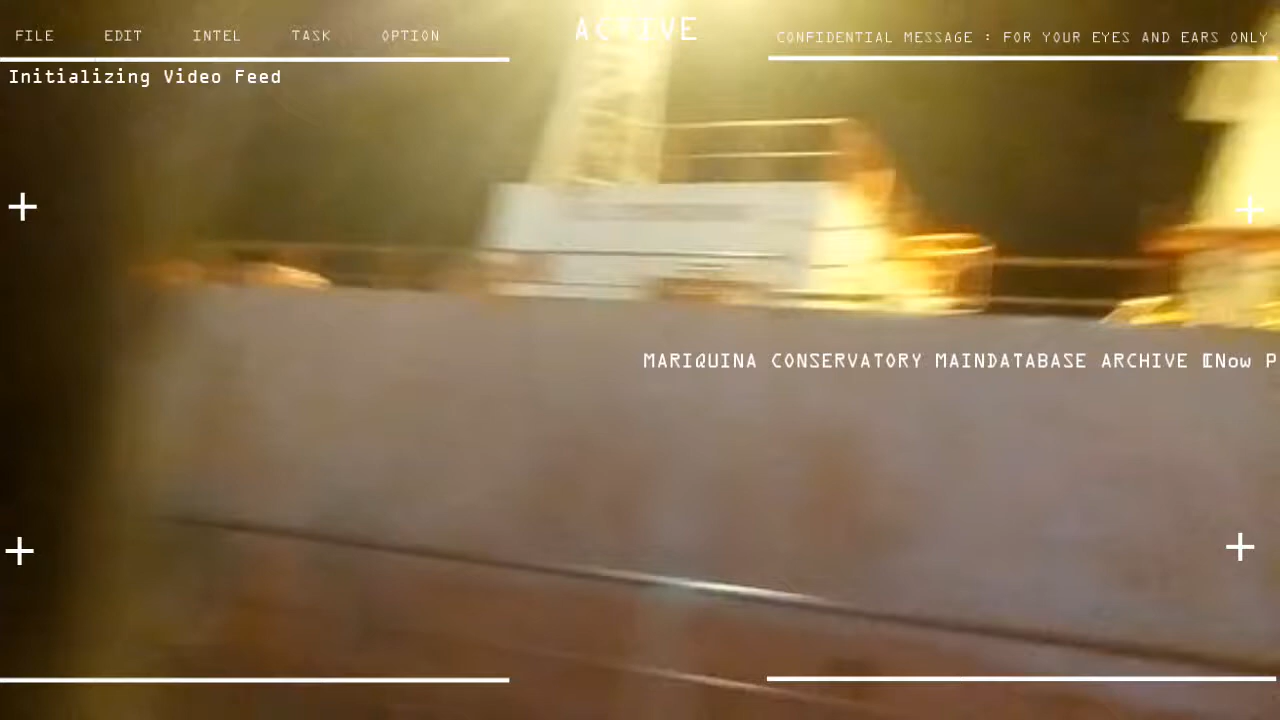 FILE EDIT INTEL TASK OPTION
ACTIVE
CONFIDENTIAL MESSAGE : FOR YOUR EYES AND EARS ONLY
Initializing Video Feed
MARIQUINA CONSERVATORY MAINDATABASE ARCHIVE [Now P